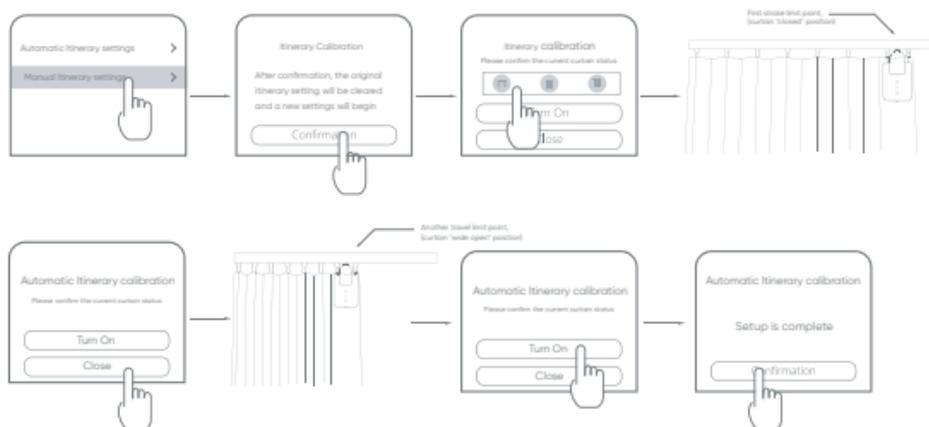 Automatic Itinerary settings
Manual Itinerary settings
Itinerary Calibration
After confirmation, the original
itinerary setting will be cleared
and a new settings will begin
Confirmation
Itinerary calibration
Please confirm the current curtain status
rn On
lose
First stroke limit point,
(curtain "closed" position)
Automatic Itinerary calibration
Please confirm the current curtain status
Turn On
Close
Another travel limit point,
(curtain "wide open" position)
Automatic Itinerary calibration
Please confirm the current curtain status
Turn On
Close
Automatic Itinerary calibration
Setup is complete
Confirmation